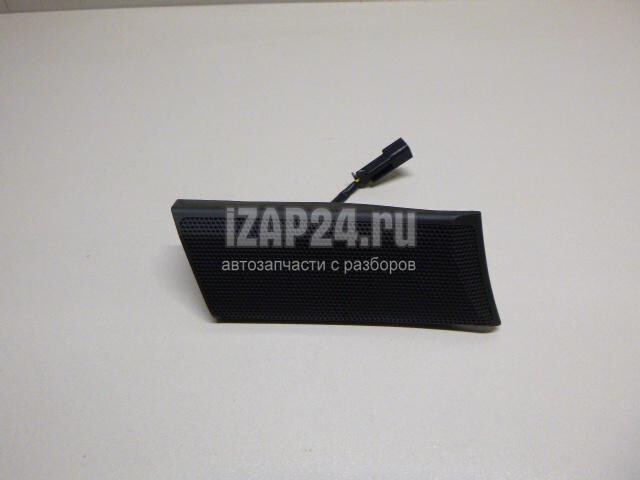 iZAP24.ru
автозапчасти с разборов